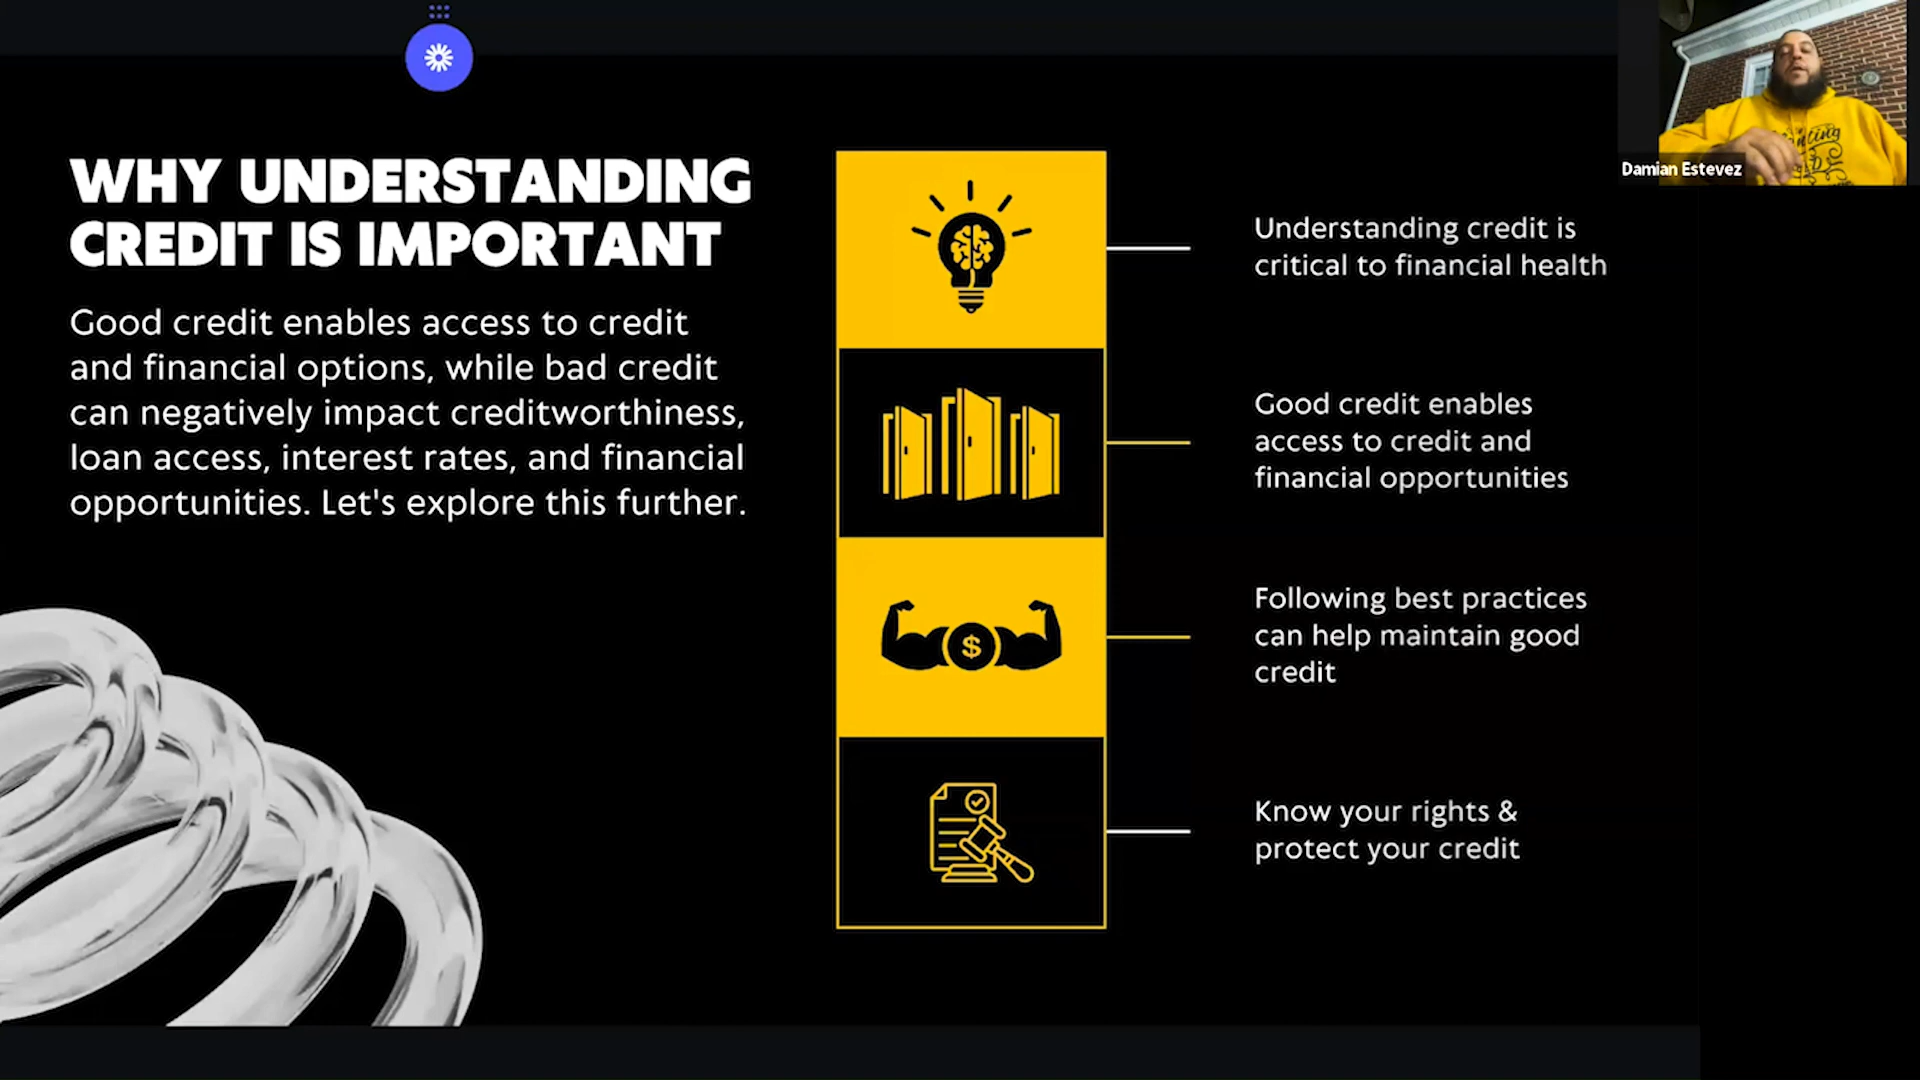 WHY UNDERSTANDING
CREDIT IS IMPORTANT
Good credit enables access to credit
and financial options, while bad credit
can negatively impact creditworthiness,
loan access, interest rates, and financial
opportunities. Let's explore this further.
Understanding credit is
critical to financial health
Good credit enables
access to credit and
financial opportunities
$
Following best practices
can help maintain good
credit
Know your rights &
protect your credit
Damian Estevez